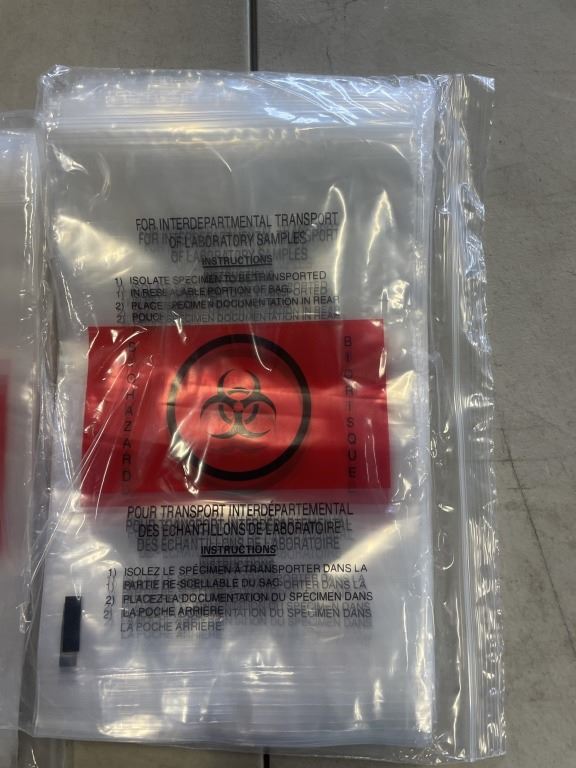 FOR INTERDEPARTMENTAL TRANSPORT
OF LABORATORY SAMPLES
INSTRUCTIONS
1) ISOLATE SPECIMEN TO BE TRANSPORTED
IN RESEALABLE PORTION OF BAG
2) PLACE SPECIMEN DOCUMENTATION IN REAR
POUCH
BIOHAZARD
BIORISQUE
POUR TRANSPORT INTERDÉPARTEMENTAL
DES ÉCHANTILLONS DE LABORATOIRE
INSTRUCTIONS
1) ISOLEZ LE SPÉCIMEN À TRANSPORTER DANS LA
PARTIE RE-SCELLABLE DU SAC
2) PLACEZ LA DOCUMENTATION DU SPÉCIMEN DANS
LA POCHE ARRIÈRE